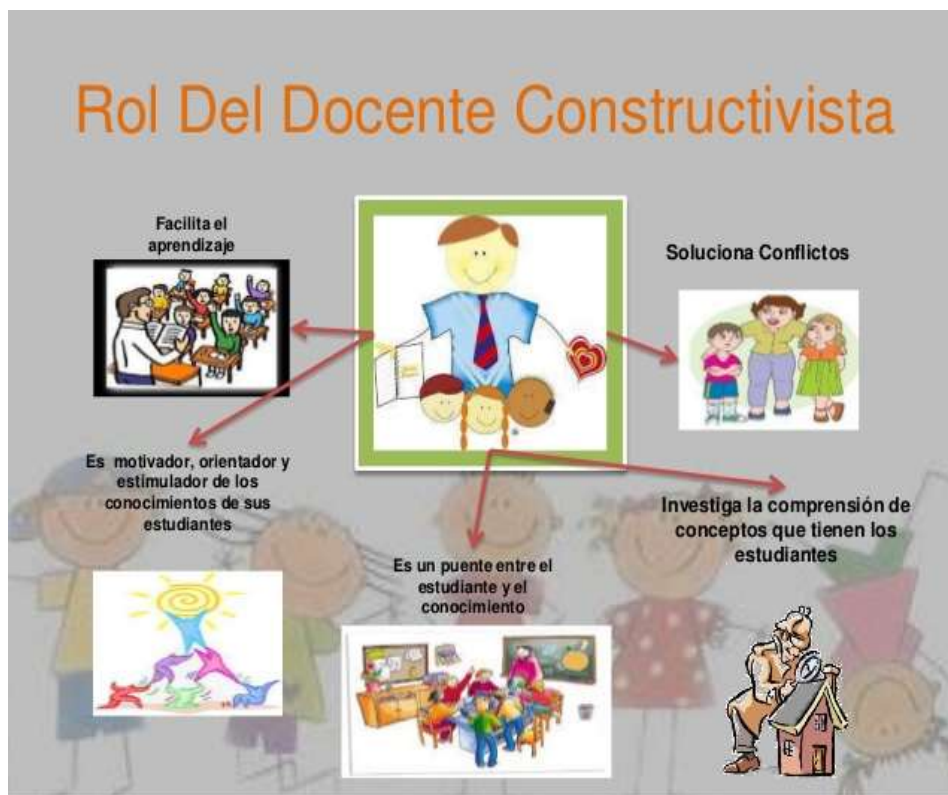 Rol Del Docente Constructivista
Facilita el
aprendizaje
Soluciona Conflictos
Es motivador, orientador y
estimulador de los
conocimientos de sus
estudiantes
Es un puente entre el
estudiante y el
conocimiento
Investiga la comprensión de
conceptos que tienen los
estudiantes